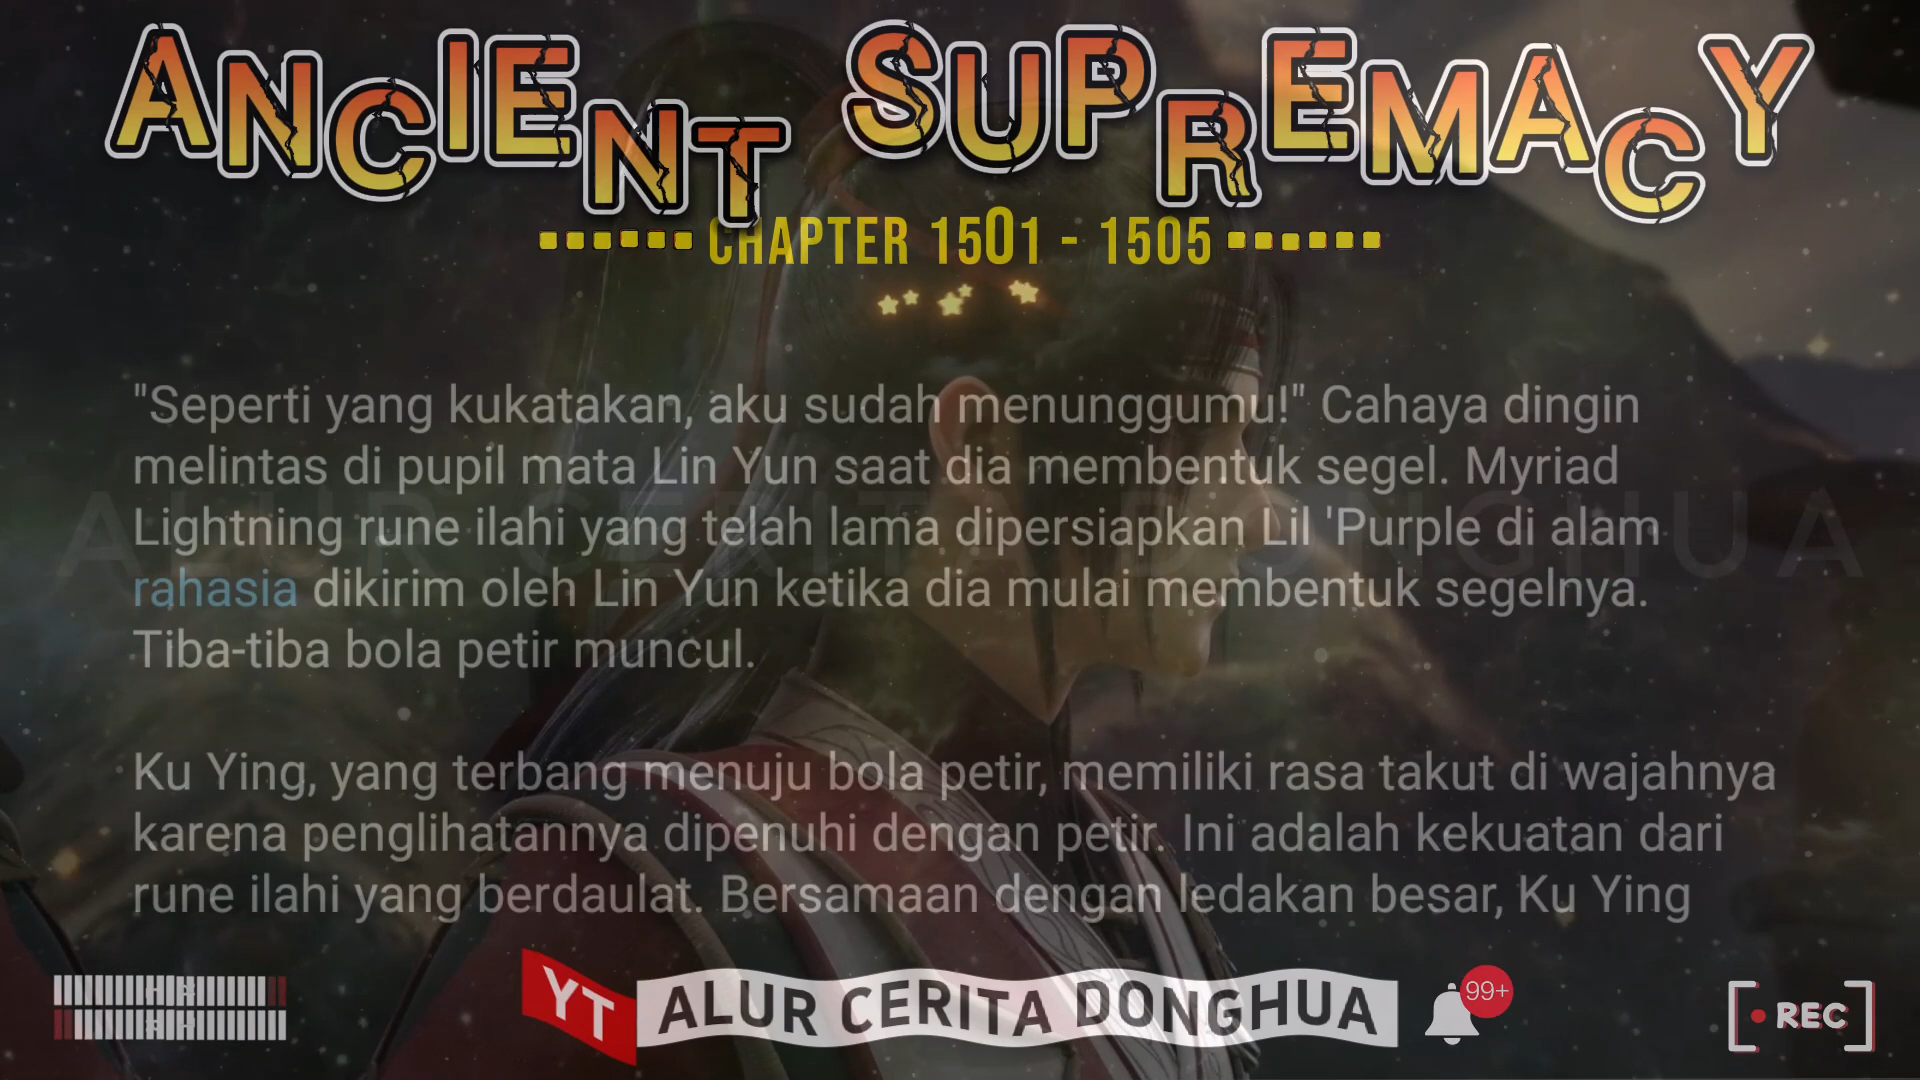 ANCIENT SUPREMACY
CHAPTER 1501 - 1505
"Seperti yang kukatakan, aku sudah menunggumu!" Cahaya dingin
melintas di pupil mata Lin Yun saat dia membentuk segel. Myriad
Lightning rune ilahi yang telah lama dipersiapkan Lil 'Purple di alam
rahasia dikirim oleh Lin Yun ketika dia mulai membentuk segelnya.
Tiba-tiba bola petir muncul.
Ku Ying, yang terbang menuju bola petir, memiliki rasa takut di wajahnya
karena penglihatannya dipenuhi dengan petir. Ini adalah kekuatan dari
rune ilahi yang berdaulat. Bersamaan dengan ledakan besar, Ku Ying
ALUR CERITA DONGHUA
YT ALUR CERITA DONGHUA
99+
REC